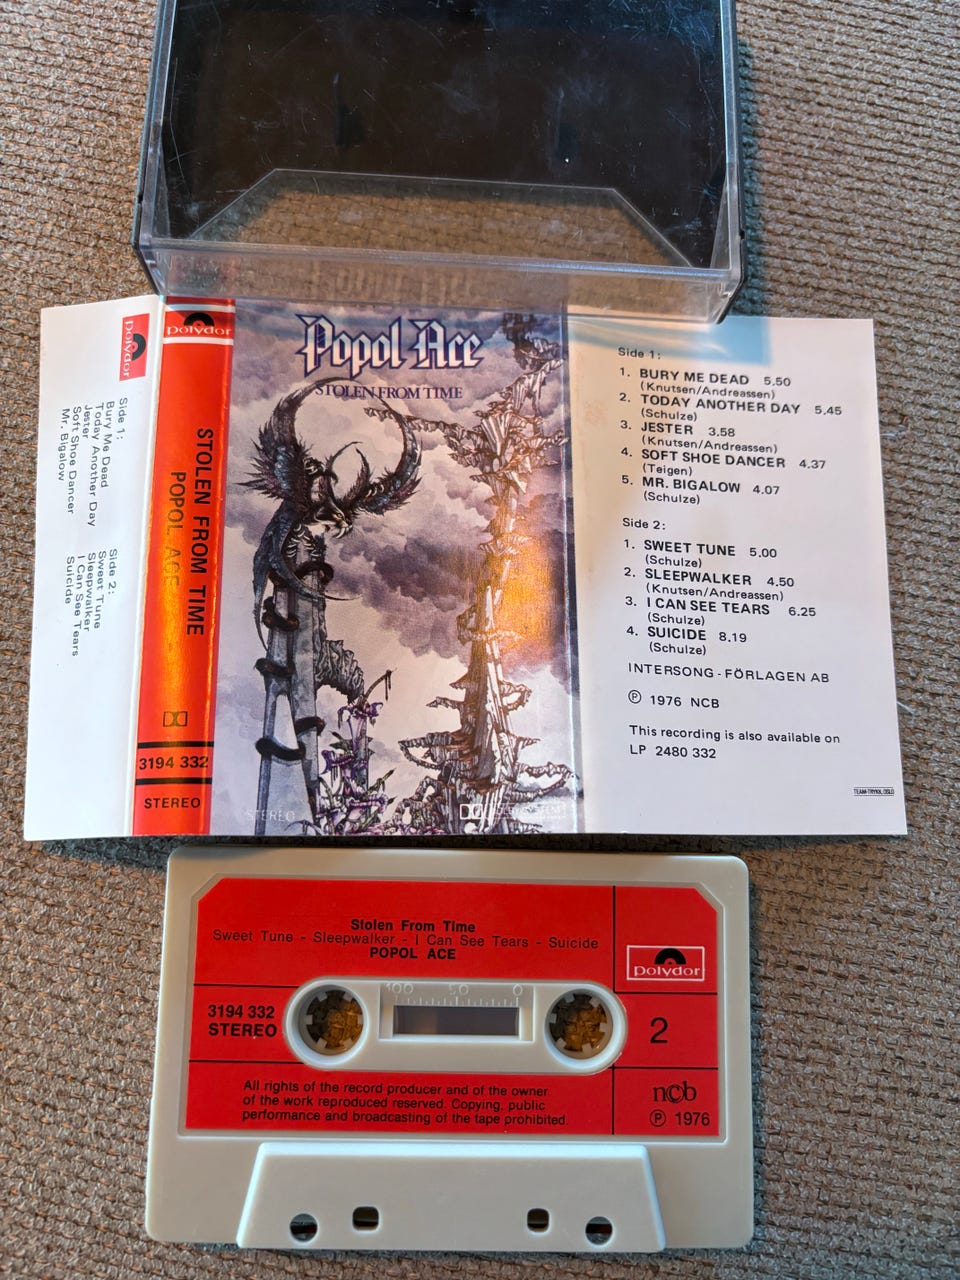 polydor
Side 1:
Bury Me Dead
Today Another Day
Jester
Soft Shoe Dancer
Mr. Bigalow
Side 2:
Sweet Tune
Sleepwalker
I Can See Tears
Suicide
polydor
STOLEN FROM TIME
POPOL ACE
3194 332
STEREO
Popol Ace
STOLEN FROM TIME
STEREO
DOLBY SYSTEM
Side 1:
1. BURY ME DEAD 5.50
(Knutsen/Andreassen)
2. TODAY ANOTHER DAY 5.45
(Schulze)
3. JESTER 3.58
(Knutsen/Andreassen)
4. SOFT SHOE DANCER 4.37
(Teigen)
5. MR. BIGALOW 4.07
(Schulze)
Side 2:
1. SWEET TUNE 5.00
(Schulze)
2. SLEEPWALKER 4.50
(Knutsen/Andreassen)
3. I CAN SEE TEARS 6.25
(Schulze)
4. SUICIDE 8.19
(Schulze)
INTERSONG-FÖRLAGEN AB
Ⓟ 1976 NCB
This recording is also available on
LP 2480 332
TEAM-TRYKK, OSLO
Stolen From Time
Sweet Tune - Sleepwalker - I Can See Tears - Suicide
POPOL ACE
polydor
3194 332
STEREO
100 50 0
2
All rights of the record producer and of the owner
of the work reproduced reserved. Copying, public
performance and broadcasting of the tape prohibited.
ncb
Ⓟ 1976